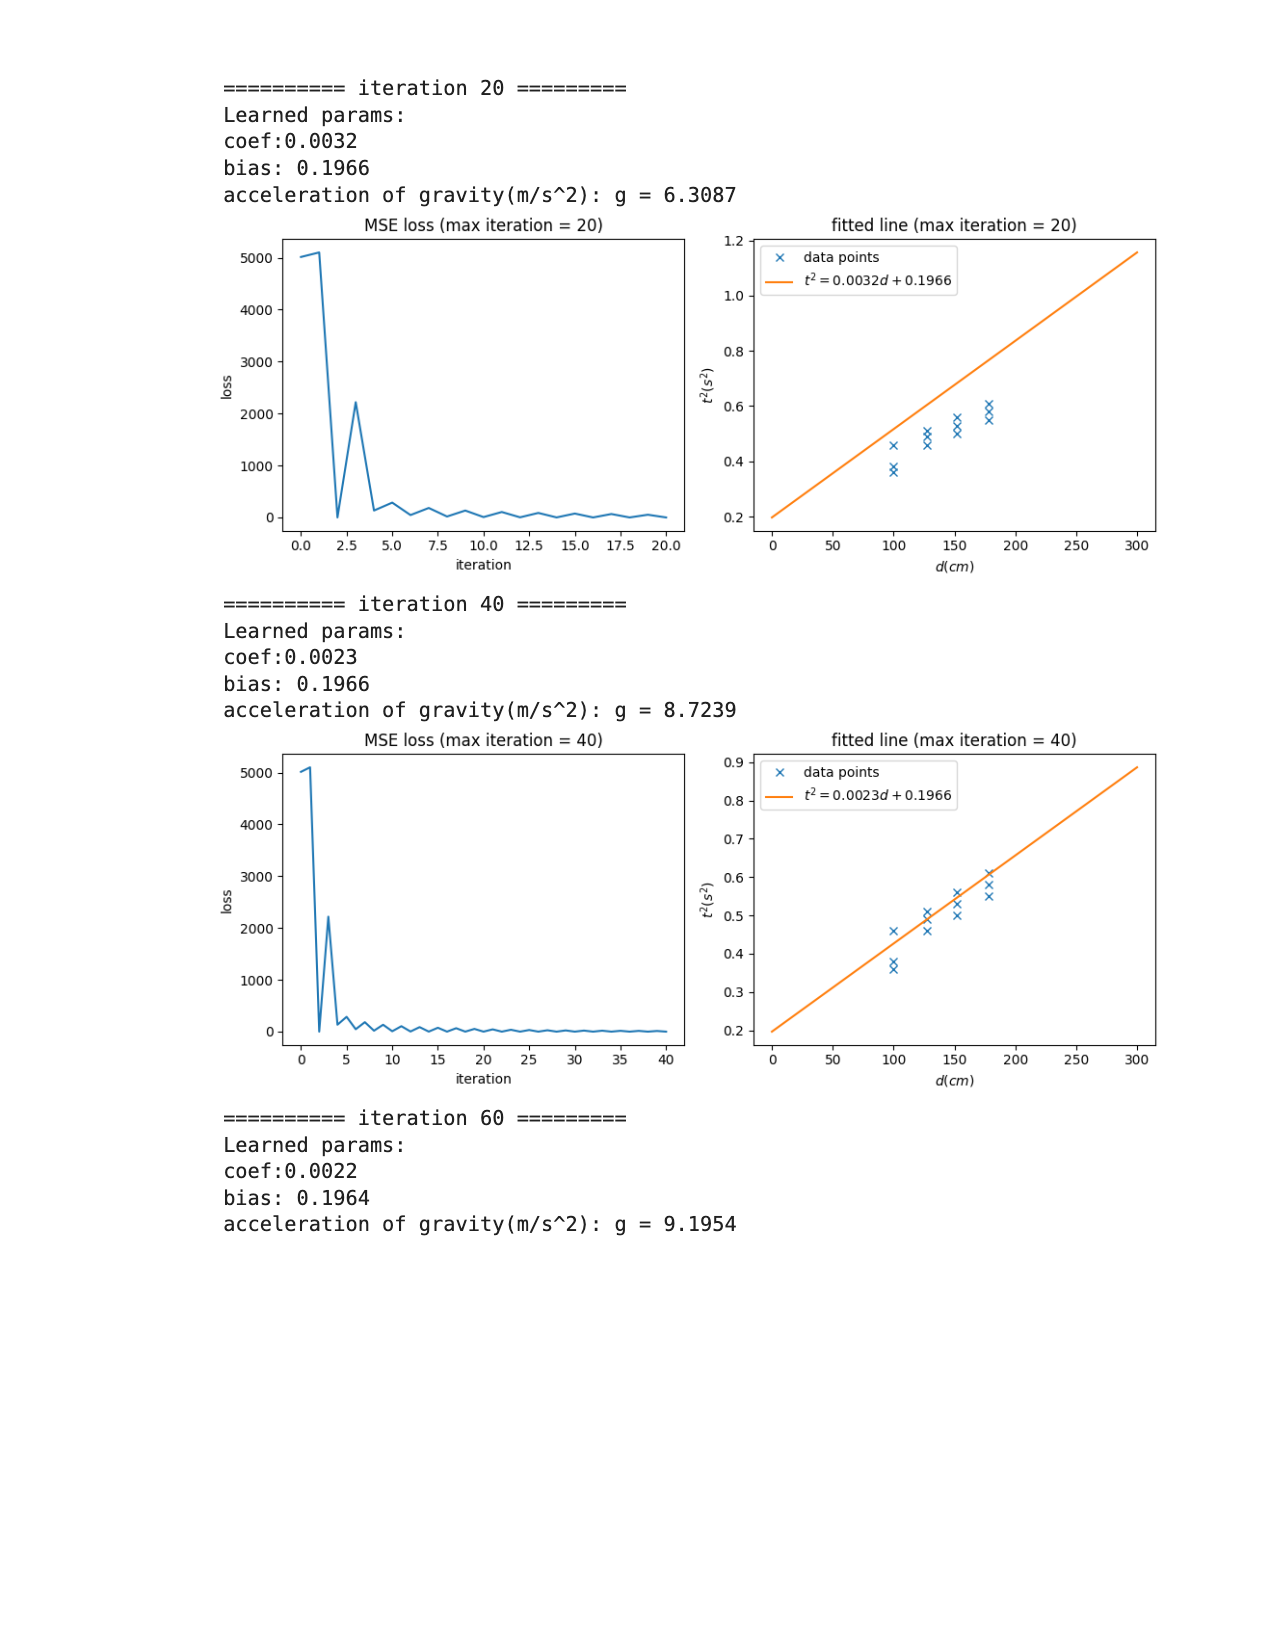 ========== iteration 20 =========
Learned params:
coef:0.0032
bias: 0.1966
acceleration of gravity(m/s^2): g = 6.3087
MSE loss (max iteration = 20)
5000
4000
3000
2000
1000
0
loss
0.0 2.5 5.0 7.5 10.0 12.5 15.0 17.5 20.0
iteration
fitted line (max iteration = 20)
data points
t² = 0.0032d + 0.1966
1.2
1.0
0.8
0.6
0.4
0.2
t²(s²)
0 50 100 150 200 250 300
d(cm)
========== iteration 40 =========
Learned params:
coef:0.0023
bias: 0.1966
acceleration of gravity(m/s^2): g = 8.7239
MSE loss (max iteration = 40)
5000
4000
3000
2000
1000
0
loss
0 5 10 15 20 25 30 35 40
iteration
fitted line (max iteration = 40)
data points
t² = 0.0023d + 0.1966
0.9
0.8
0.7
0.6
0.5
0.4
0.3
0.2
t²(s²)
0 50 100 150 200 250 300
d(cm)
========== iteration 60 =========
Learned params:
coef:0.0022
bias: 0.1964
acceleration of gravity(m/s^2): g = 9.1954